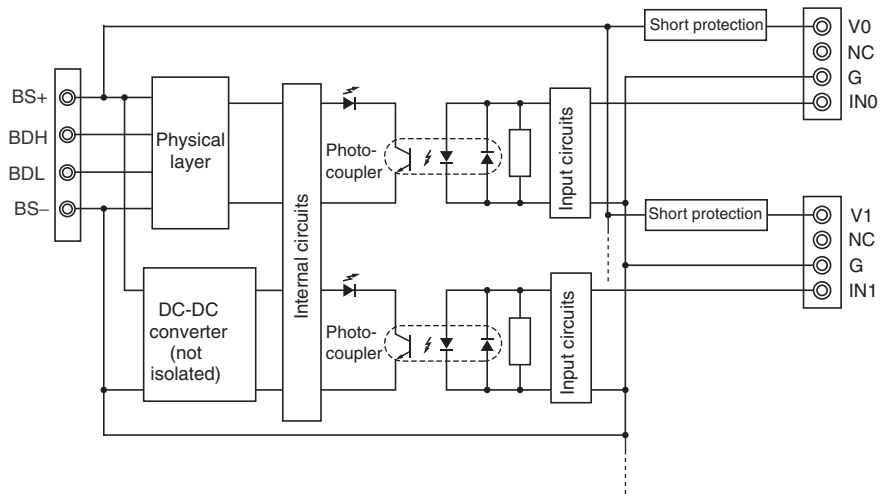 Short protection
V0
NC
G
IN0
BS+
BDH
BDL
BS–
Physical
layer
Photo-
coupler
Internal circuits
Input circuits
Short protection
V1
NC
G
IN1
DC-DC
converter
(not
isolated)
Photo-
coupler
Input circuits